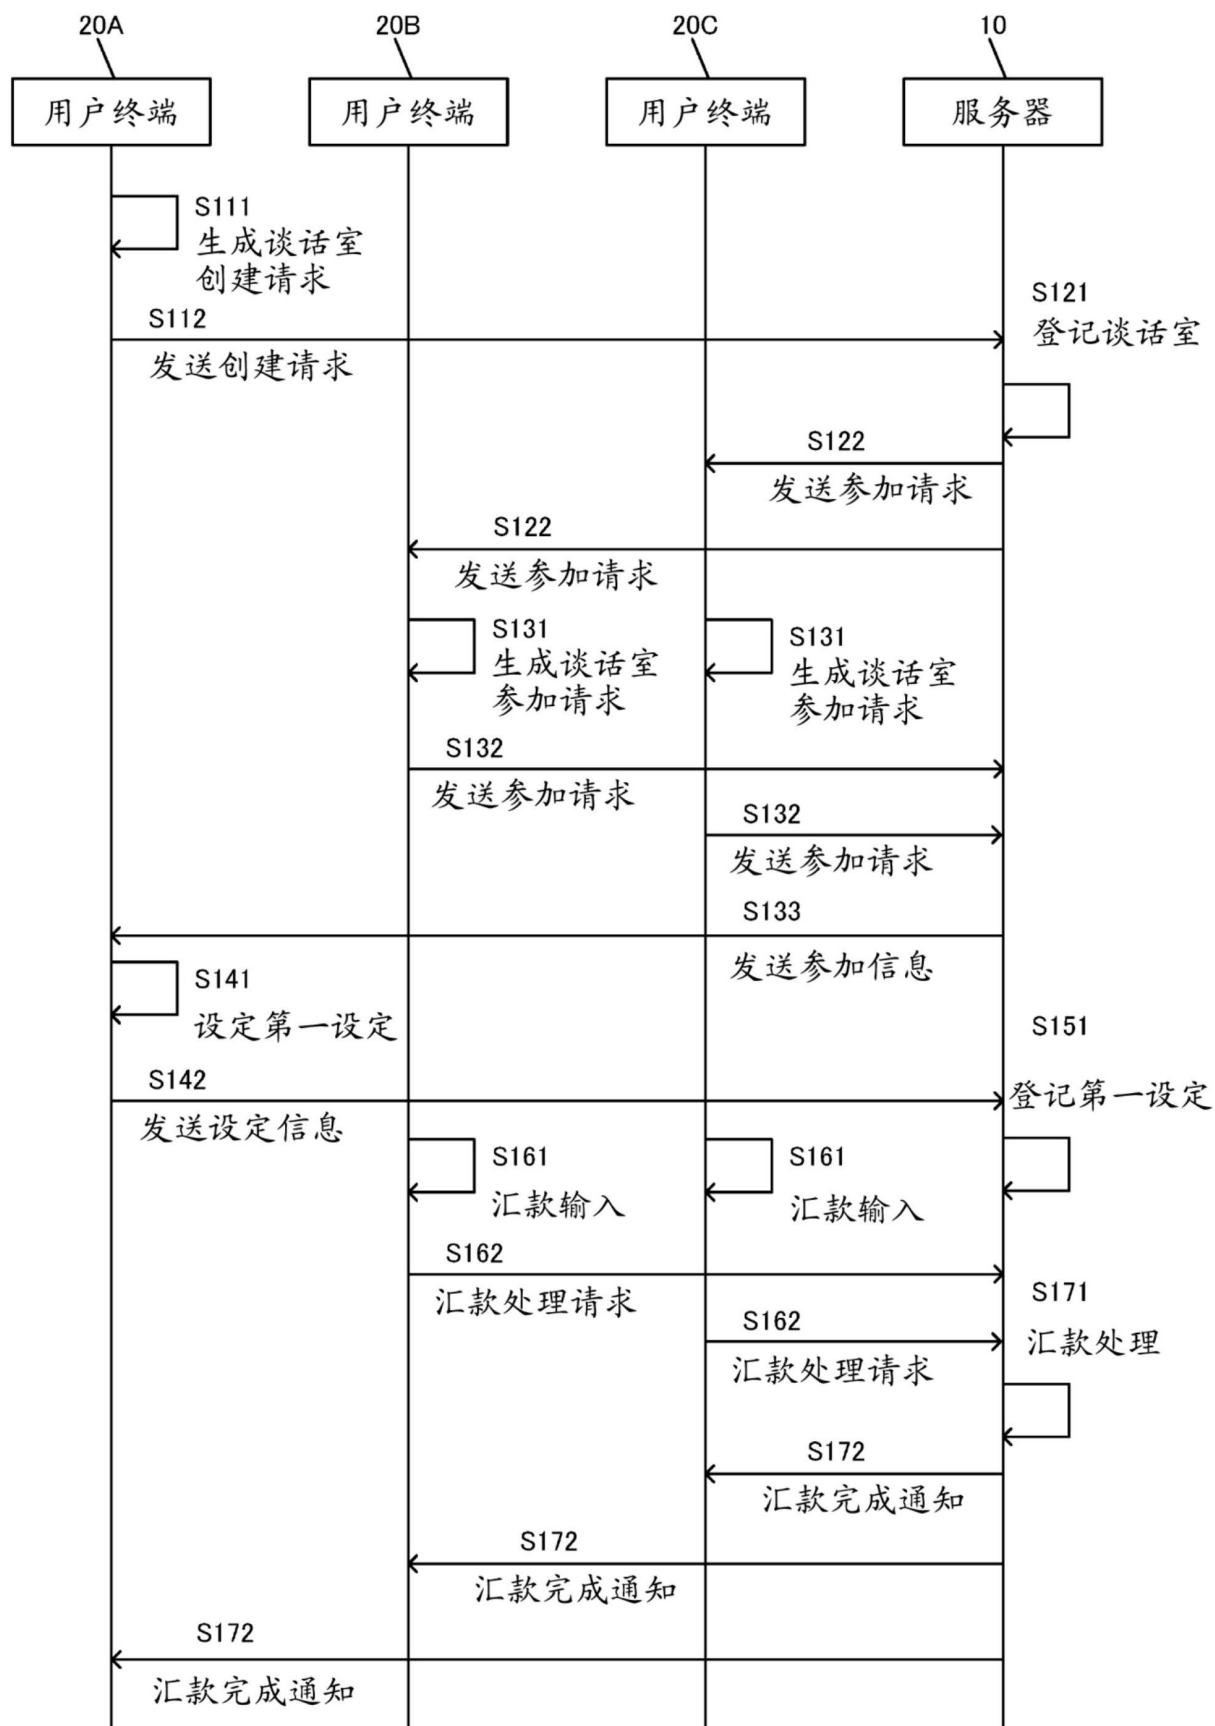 20A
20B
20C
10
用户终端
用户终端
用户终端
服务器
S111
生成谈话室
创建请求
S121
登记谈话室
S112
发送创建请求
S122
发送参加请求
S122
发送参加请求
S131
生成谈话室
参加请求
S131
生成谈话室
参加请求
S132
发送参加请求
S132
发送参加请求
S133
发送参加信息
S141
设定第一设定
S151
登记第一设定
S142
发送设定信息
S161
汇款输入
S161
汇款输入
S162
汇款处理请求
S171
汇款处理
S162
汇款处理请求
S172
汇款完成通知
S172
汇款完成通知
S172
汇款完成通知